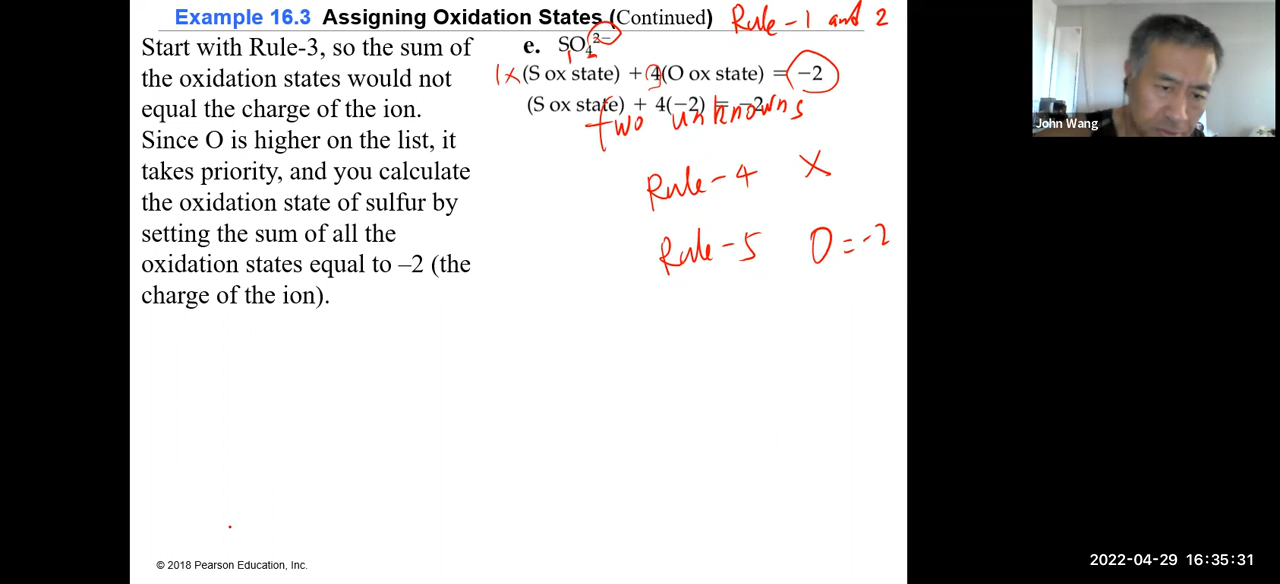 Example 16.3 Assigning Oxidation States (Continued) Rule-1 and 2
Start with Rule-3, so the sum of
the oxidation states would not
equal the charge of the ion.
Since O is higher on the list, it
takes priority, and you calculate
the oxidation state of sulfur by
setting the sum of all the
oxidation states equal to –2 (the
charge of the ion).
e. SO₄²⁻
1
1×(S ox state) + 4(O ox state) = −2
(S ox state) + 4(−2) = −2
two unknowns
Rule-4 ×
Rule-5 O=-2
John Wang
© 2018 Pearson Education, Inc.
2022-04-29 16:35:31